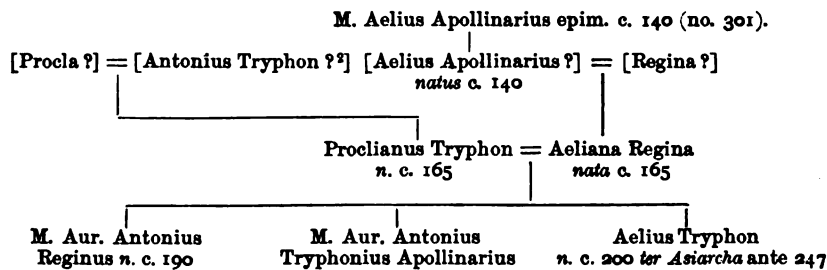 M. Aelius Apollinarius epim. c. 140 (no. 301).
[Procla ?] = [Antonius Tryphon ?²] [Aelius Apollinarius ?] = [Regina ?]
natus c. 140
Proclianus Tryphon = Aeliana Regina
n. c. 165 nata c. 165
M. Aur. Antonius M. Aur. Antonius Aelius Tryphon
Reginus n. c. 190 Tryphonius Apollinarius n. c. 200 ter Asiarcha ante 247